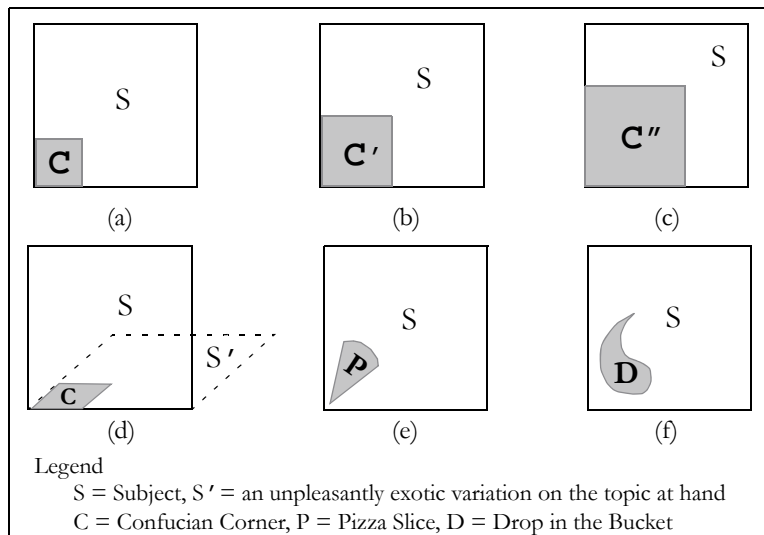 S S S
C C′ C″
(a) (b) (c)
S S S
S′
C P D
(d) (e) (f)
Legend
S = Subject, S′ = an unpleasantly exotic variation on the topic at hand
C = Confucian Corner, P = Pizza Slice, D = Drop in the Bucket